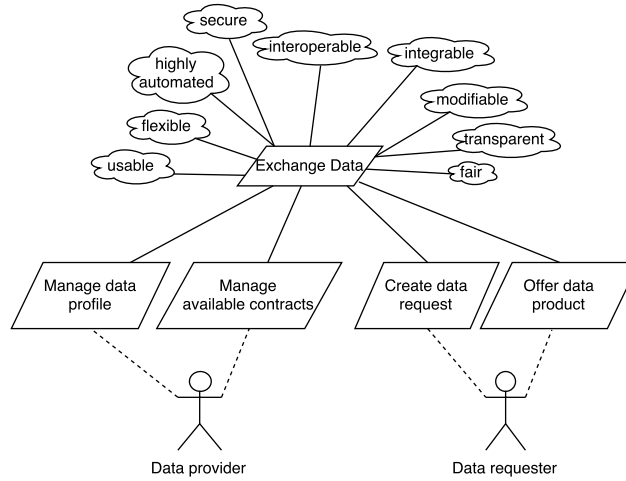 secure
interoperable
integrable
highly
automated
modifiable
flexible
transparent
usable
Exchange Data
fair
Manage data
profile
Manage
available contracts
Create data
request
Offer data
product
Data provider
Data requester